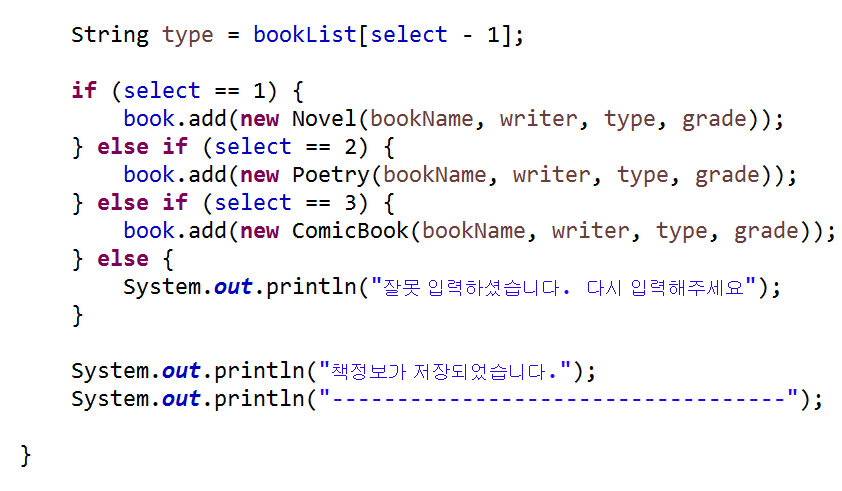 String type = bookList[select - 1];
if (select == 1) {
book.add(new Novel(bookName, writer, type, grade));
} else if (select == 2) {
book.add(new Poetry(bookName, writer, type, grade));
} else if (select == 3) {
book.add(new ComicBook(bookName, writer, type, grade));
} else {
System.out.println("잘못 입력하셨습니다. 다시 입력해주세요");
}
System.out.println("책정보가 저장되었습니다.");
System.out.println("-----------------------------------");
}